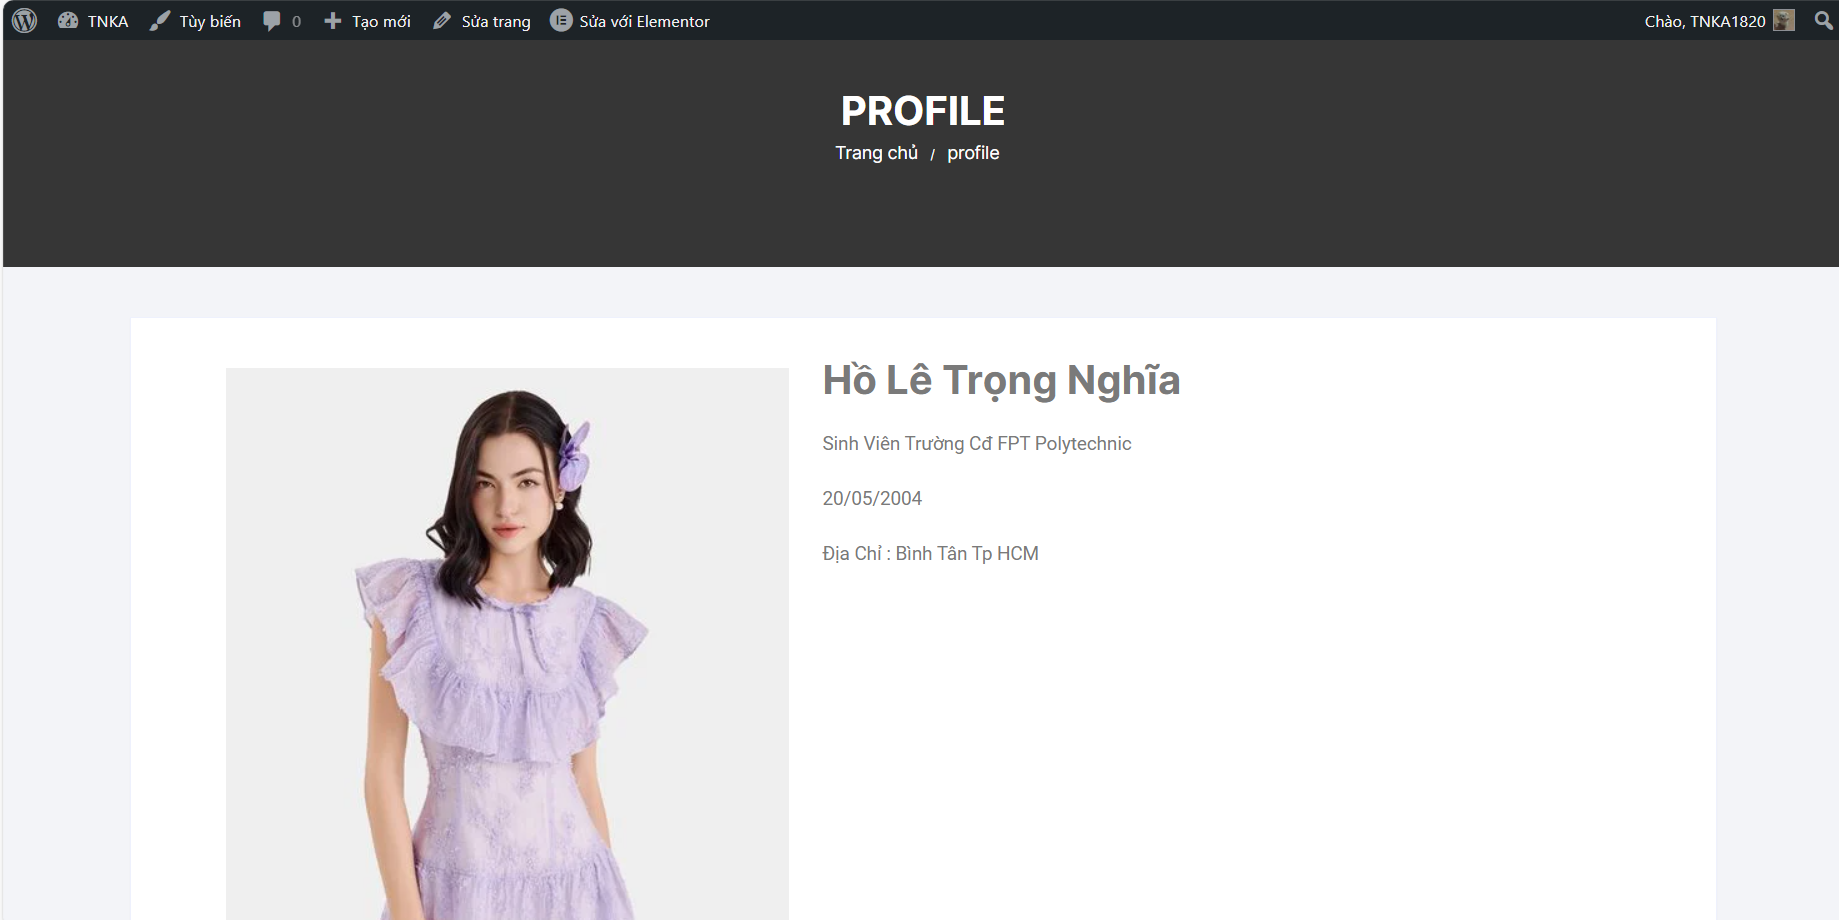 TNKA Tùy biến 0 Tạo mới Sửa trang Sửa với Elementor Chào, TNKA1820
PROFILE
Trang chủ / profile
Hồ Lê Trọng Nghĩa
Sinh Viên Trường Cđ FPT Polytechnic
20/05/2004
Địa Chỉ : Bình Tân Tp HCM